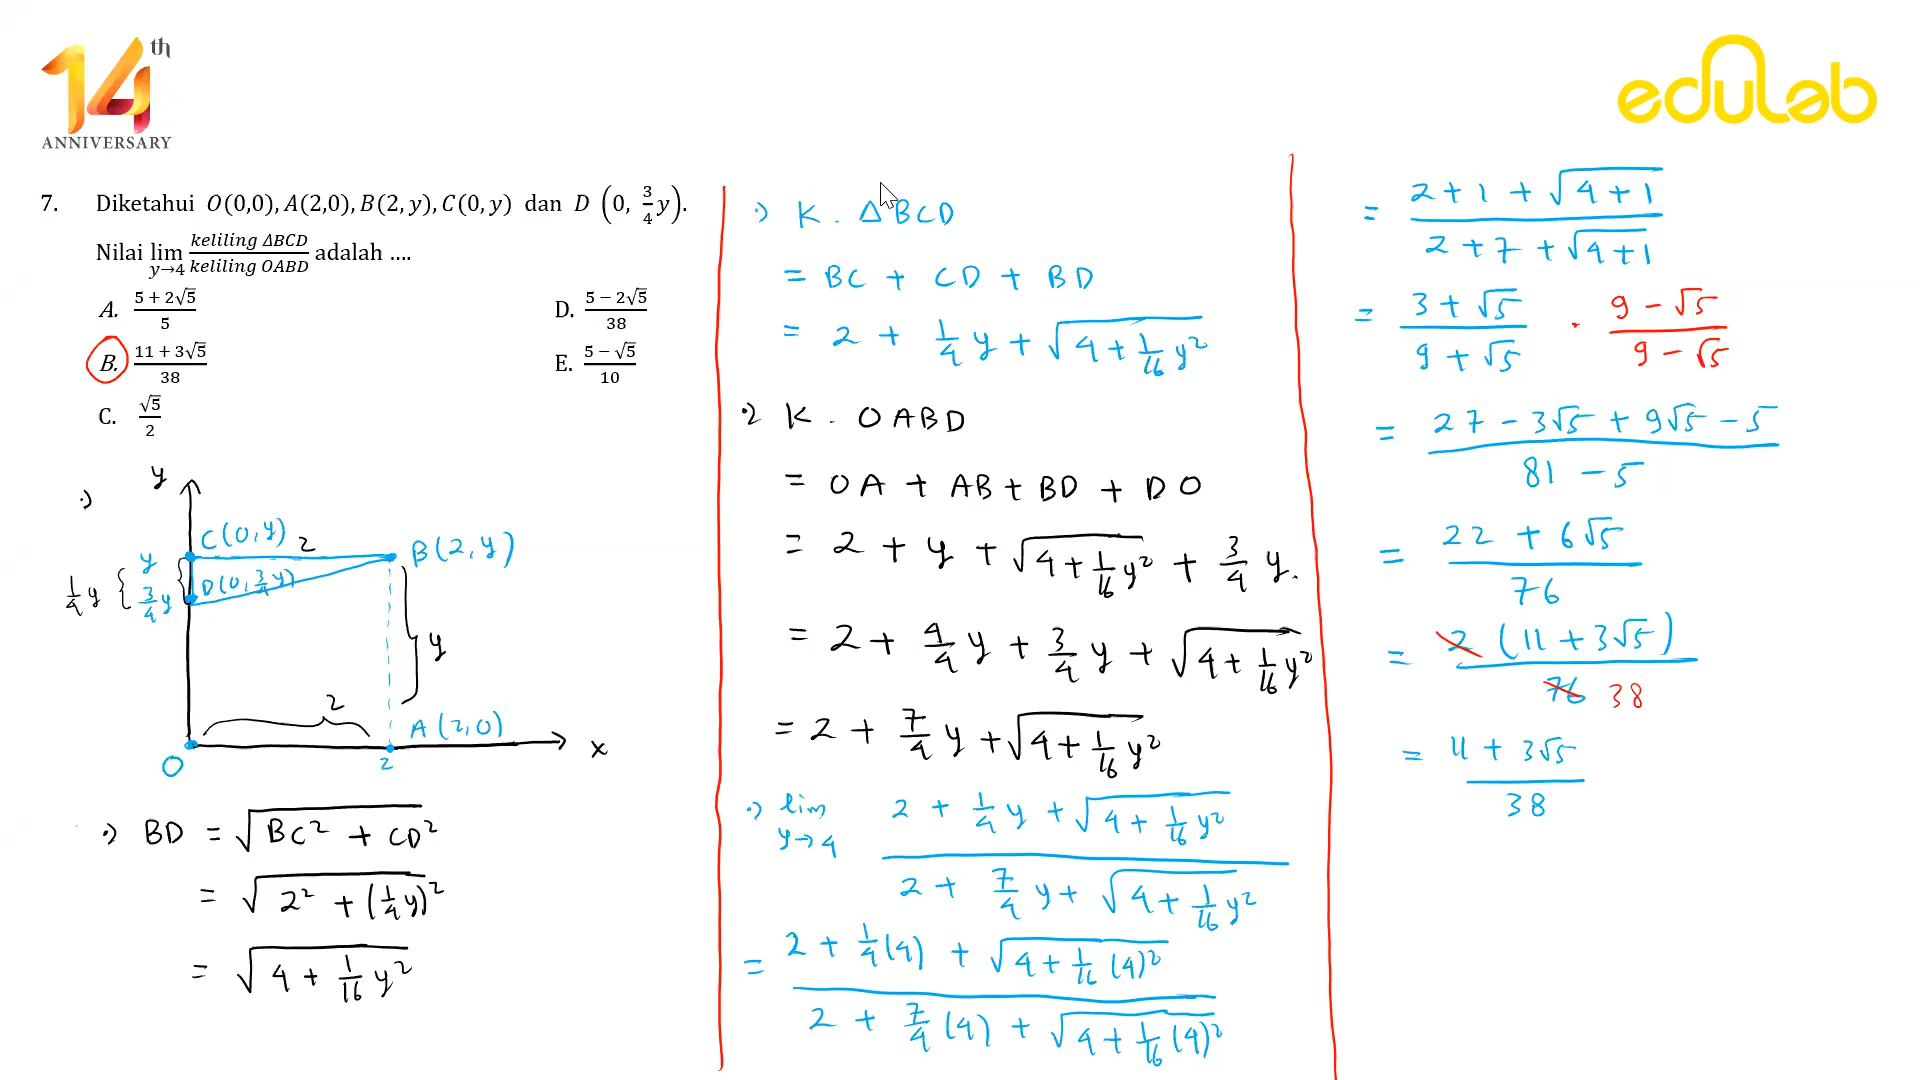 14th
ANNIVERSARY
edulab
7. Diketahui O(0,0), A(2,0), B(2, y), C(0, y) dan D (0, 3/4 y).
Nilai lim y→4 keliling ΔBCD / keliling OABD adalah ....
A. (5 + 2√5)/5
B. (11 + 3√5)/38
C. √5/2
D. (5 − 2√5)/38
E. (5 − √5)/10
•)
y
C(0,y)
2
B(2,y)
y
D(0, 3/4 y)
1/4 y { 3/4 y
y
2
A(2,0)
O
2
x
•) BD = √(BC² + CD²)
= √(2² + (1/4 y)²)
= √(4 + 1/16 y²)
•) K. Δ BCD
= BC + CD + BD
= 2 + 1/4 y + √(4 + 1/16 y²)
•) K. OABD
= OA + AB + BD + DO
= 2 + y + √(4 + 1/16 y²) + 3/4 y.
= 2 + 4/4 y + 3/4 y + √(4 + 1/16 y²)
= 2 + 7/4 y + √(4 + 1/16 y²)
•) lim y→4 (2 + 1/4 y + √(4 + 1/16 y²)) / (2 + 7/4 y + √(4 + 1/16 y²))
= (2 + 1/4 (4) + √(4 + 1/16 (4)²)) / (2 + 7/4 (4) + √(4 + 1/16 (4)²))
= (2 + 1 + √(4 + 1)) / (2 + 7 + √(4 + 1))
= (3 + √5)/(9 + √5) · (9 − √5)/(9 − √5)
= (27 − 3√5 + 9√5 − 5)/(81 − 5)
= (22 + 6√5)/76
= 2 (11 + 3√5)/76 38
= (11 + 3√5)/38